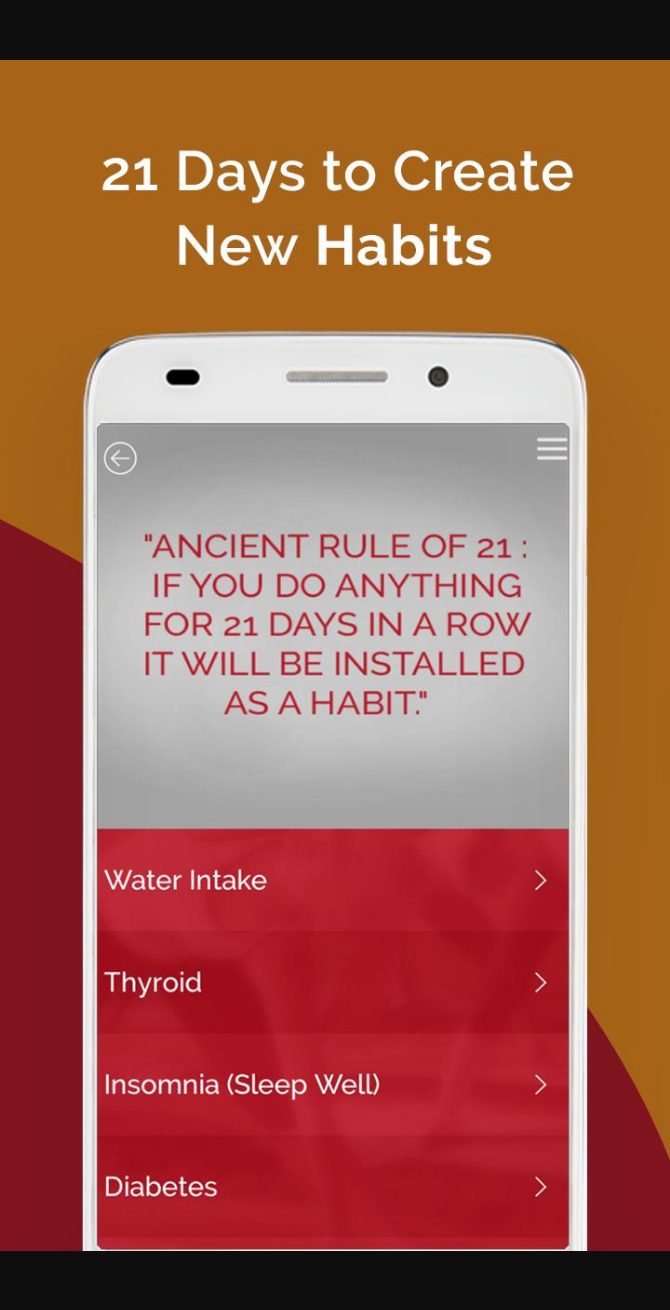 21 Days to Create
New Habits
"ANCIENT RULE OF 21 :
IF YOU DO ANYTHING
FOR 21 DAYS IN A ROW
IT WILL BE INSTALLED
AS A HABIT."
Water Intake
Thyroid
Insomnia (Sleep Well)
Diabetes